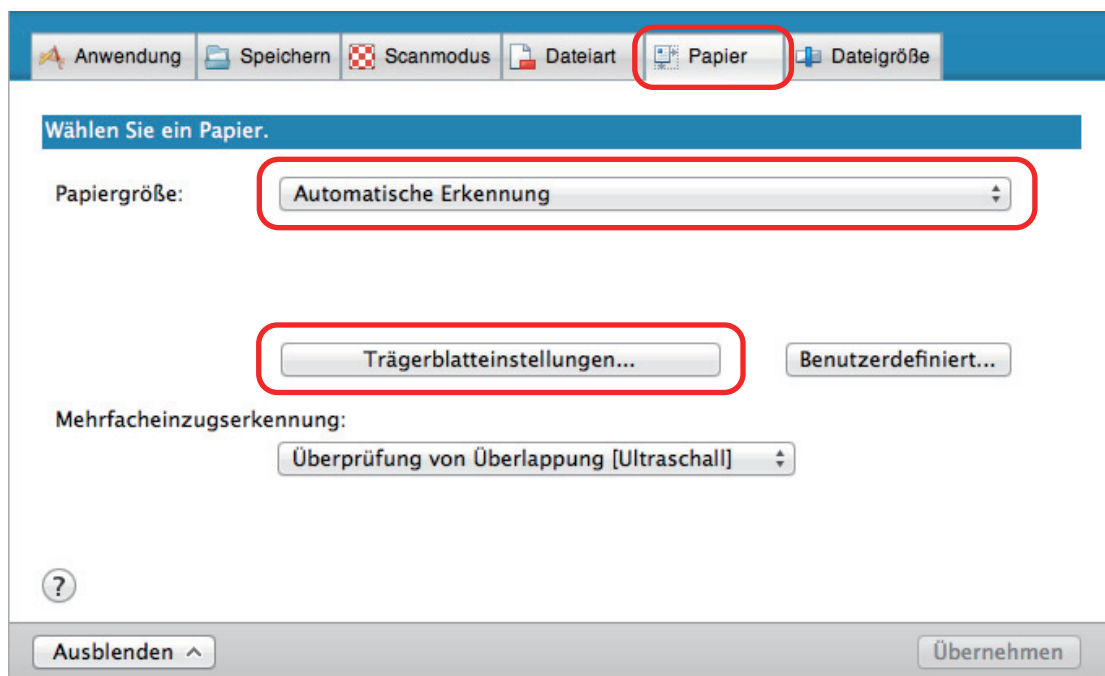 Anwendung Speichern Scanmodus Dateiart Papier Dateigröße
Wählen Sie ein Papier.
Papiergröße: Automatische Erkennung
Trägerblatteinstellungen... Benutzerdefiniert...
Mehrfacheinzugserkennung:
Überprüfung von Überlappung [Ultraschall]
?
Ausblenden Übernehmen